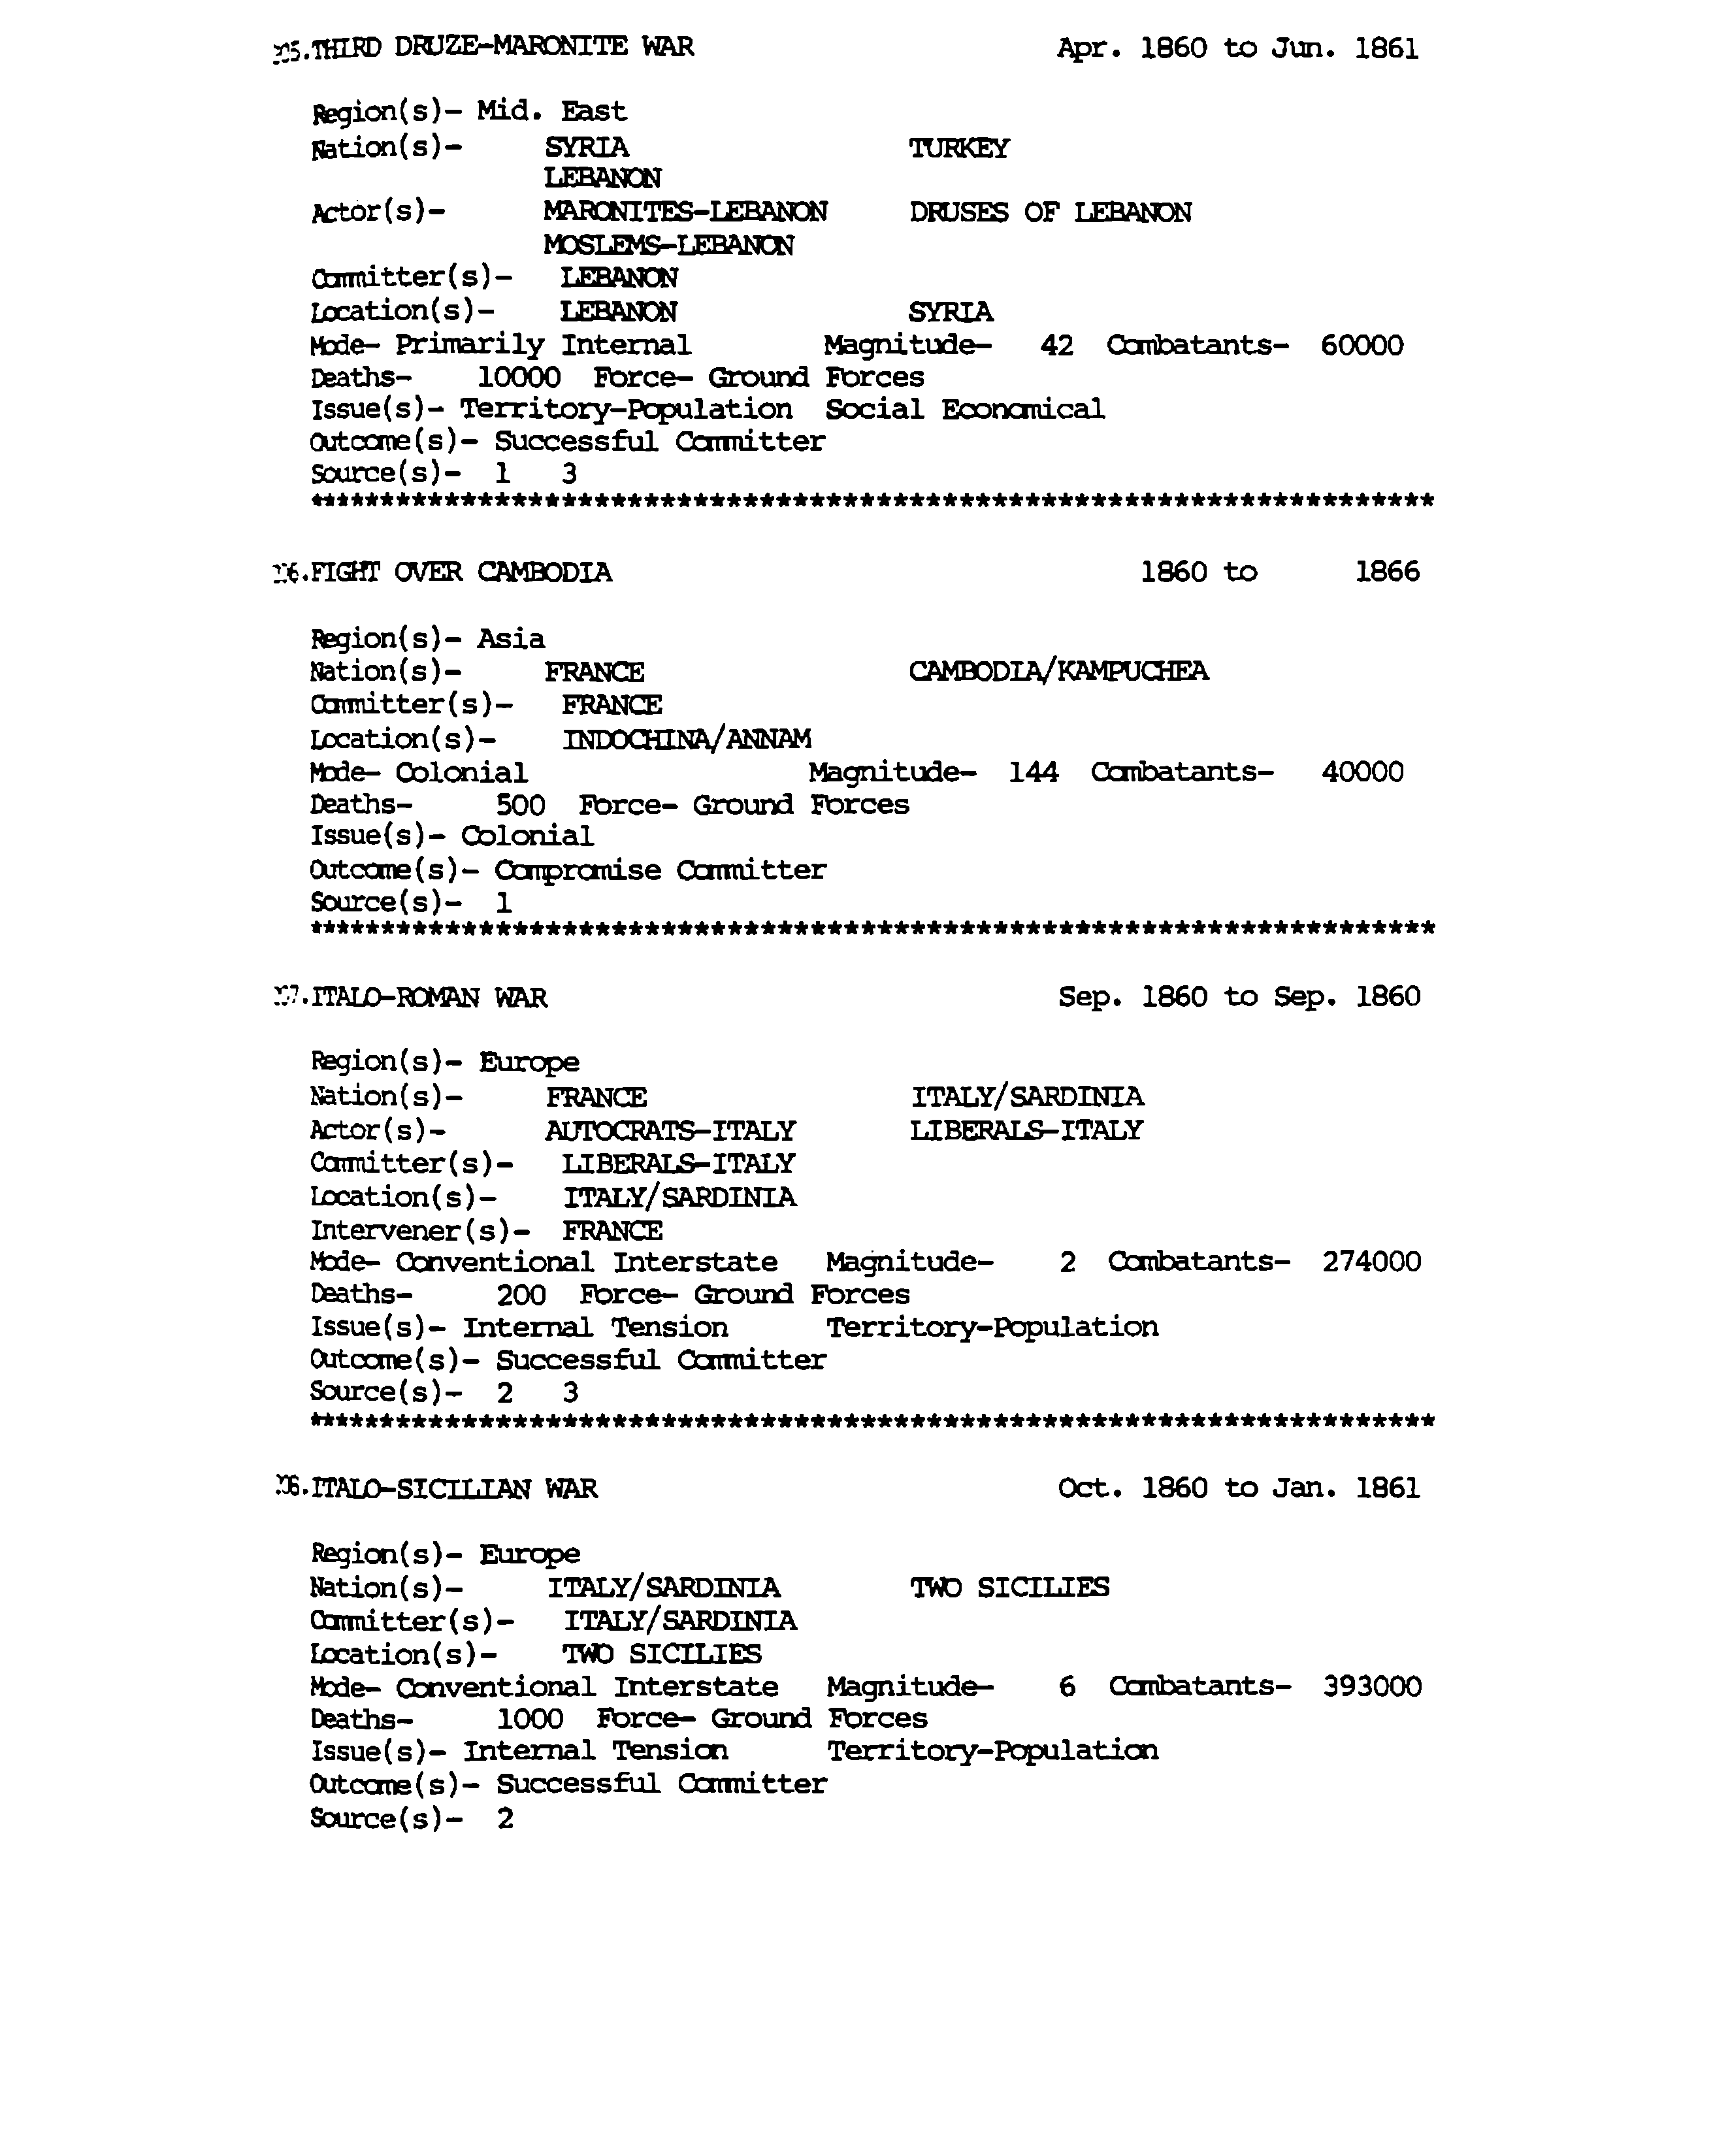 THIRD DRUZE-MARONITE WAR Apr. 1860 to Jun. 1861
Region(s)- Mid. East
Nation(s)- SYRIA TURKEY
LEBANON
Actor(s)- MARONITES-LEBANON DRUSES OF LEBANON
MOSLEMS-LEBANON
Committer(s)- LEBANON
Location(s)- LEBANON SYRIA
Mode- Primarily Internal Magnitude- 42 Combatants- 60000
Deaths- 10000 Force- Ground Forces
Issue(s)- Territory-Population Social Economical
Outcome(s)- Successful Committer
Source(s)- 1 3
********************************************************************
FIGHT OVER CAMBODIA 1860 to 1866
Region(s)- Asia
Nation(s)- FRANCE CAMBODIA/KAMPUCHEA
Committer(s)- FRANCE
Location(s)- INDOCHINA/ANNAM
Mode- Colonial Magnitude- 144 Combatants- 40000
Deaths- 500 Force- Ground Forces
Issue(s)- Colonial
Outcome(s)- Compromise Committer
Source(s)- 1
********************************************************************
ITALO-ROMAN WAR Sep. 1860 to Sep. 1860
Region(s)- Europe
Nation(s)- FRANCE ITALY/SARDINIA
Actor(s)- AUTOCRATS-ITALY LIBERALS-ITALY
Committer(s)- LIBERALS-ITALY
Location(s)- ITALY/SARDINIA
Intervener(s)- FRANCE
Mode- Conventional Interstate Magnitude- 2 Combatants- 274000
Deaths- 200 Force- Ground Forces
Issue(s)- Internal Tension Territory-Population
Outcome(s)- Successful Committer
Source(s)- 2 3
********************************************************************
ITALO-SICILIAN WAR Oct. 1860 to Jan. 1861
Region(s)- Europe
Nation(s)- ITALY/SARDINIA TWO SICILIES
Committer(s)- ITALY/SARDINIA
Location(s)- TWO SICILIES
Mode- Conventional Interstate Magnitude- 6 Combatants- 393000
Deaths- 1000 Force- Ground Forces
Issue(s)- Internal Tension Territory-Population
Outcome(s)- Successful Committer
Source(s)- 2